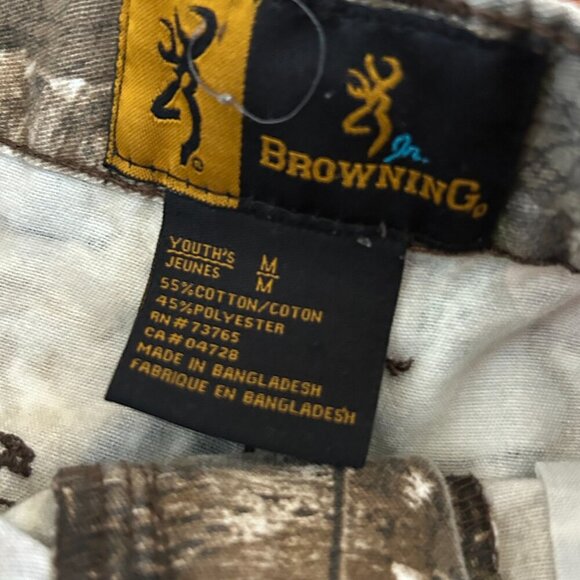 Jr.
BROWNING®
®
YOUTH'S M
JEUNES M
55%COTTON/COTON
45%POLYESTER
RN#73765
CA#04728
MADE IN BANGLADESH
FABRIQUE EN BANGLADESH